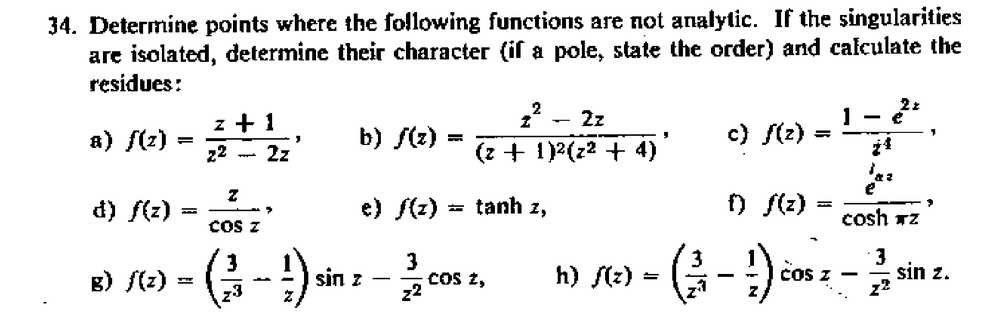 34. Determine points where the following functions are not analytic. If the singularities
are isolated, determine their character (if a pole, state the order) and calculate the
residues:
a) f(z) = (z + 1)/(z² − 2z), b) f(z) = (z² − 2z)/((z + 1)²(z² + 4)), c) f(z) = (1 − e^{2z})/z⁴,
d) f(z) = z/cos z, e) f(z) = tanh z, f) f(z) = e^{iαz}/cosh πz,
g) f(z) = (3/z³ − 1/z) sin z − 3/z² cos z, h) f(z) = (3/z³ − 1/z) cos z − 3/z² sin z.